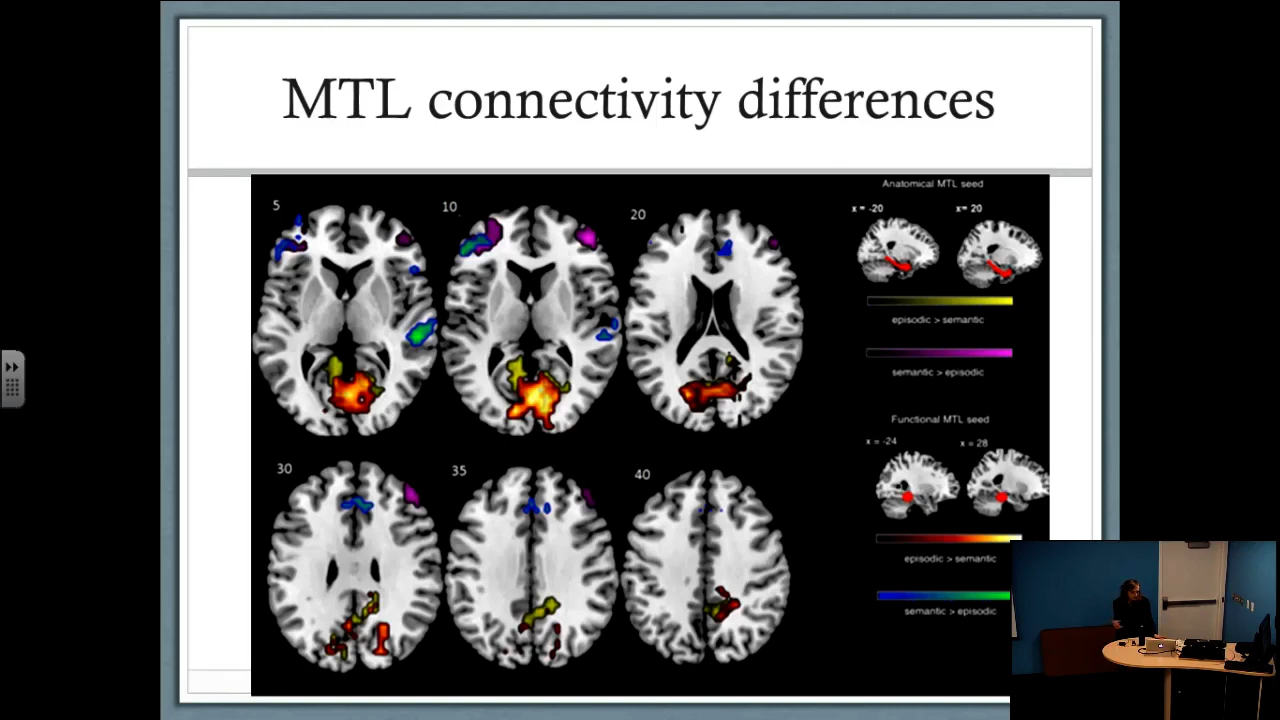 MTL connectivity differences
5
10
20
Anatomical MTL seed
x = -20
x= 20
episodic > semantic
semantic > episodic
Functional MTL seed
x = -24
x = 28
30
35
40
episodic > semantic
semantic > episodic